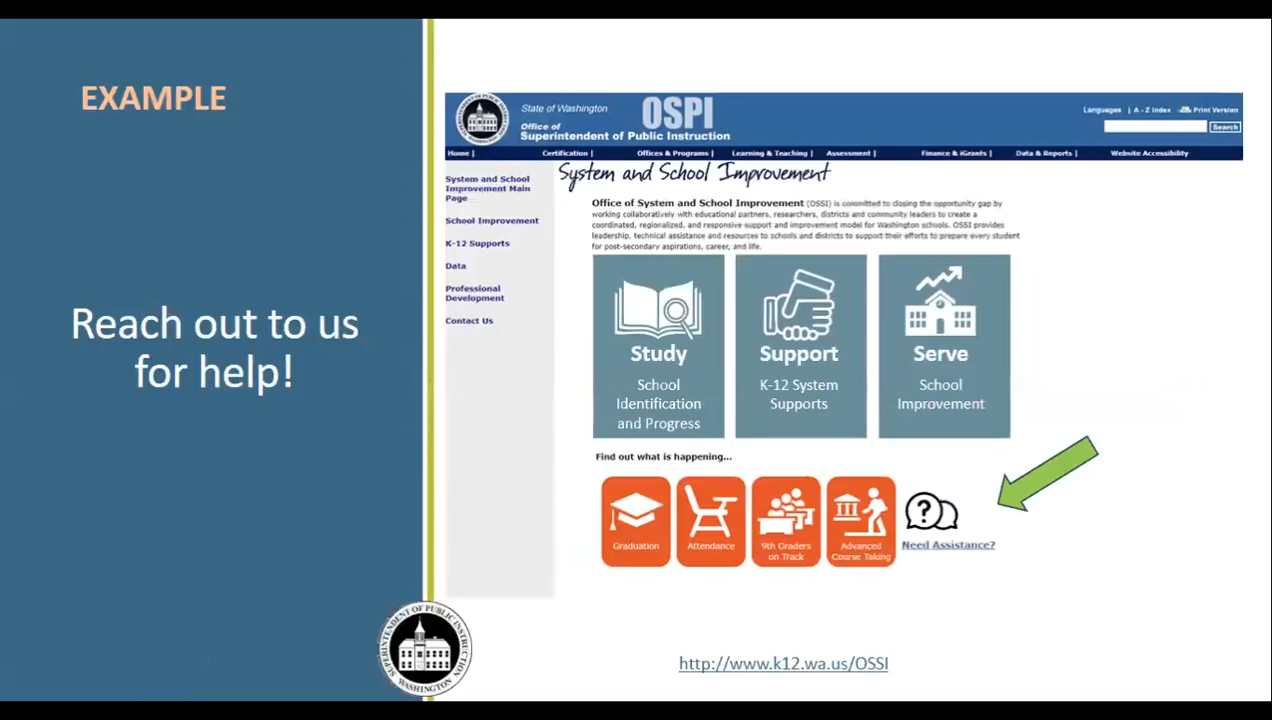 EXAMPLE
Reach out to us
for help!
State of Washington
OSPI
Office of
Superintendent of Public Instruction
Languages | A - Z Index Print Version
Search
Home | Certification | Offices & Programs | Learning & Teaching | Assessment | Finance & iGrants | Data & Reports | Website Accessibility
System and School
Improvement Main
Page
School Improvement
K-12 Supports
Data
Professional
Development
Contact Us
System and School Improvement
Office of System and School Improvement (OSSI) is committed to closing the opportunity gap by
working collaboratively with educational partners, researchers, districts and community leaders to create a
coordinated, regionalized, and responsive support and improvement model for Washington schools. OSSI provides
leadership, technical assistance and resources to schools and districts to support their efforts to prepare every student
for post-secondary aspirations, career, and life.
Study
School
Identification
and Progress
Support
K-12 System
Supports
Serve
School
Improvement
Find out what is happening...
Graduation
Attendance
9th Graders
on Track
Advanced
Course Taking
?
Need Assistance?
SUPERINTENDENT OF PUBLIC INSTRUCTION
WASHINGTON
http://www.k12.wa.us/OSSI